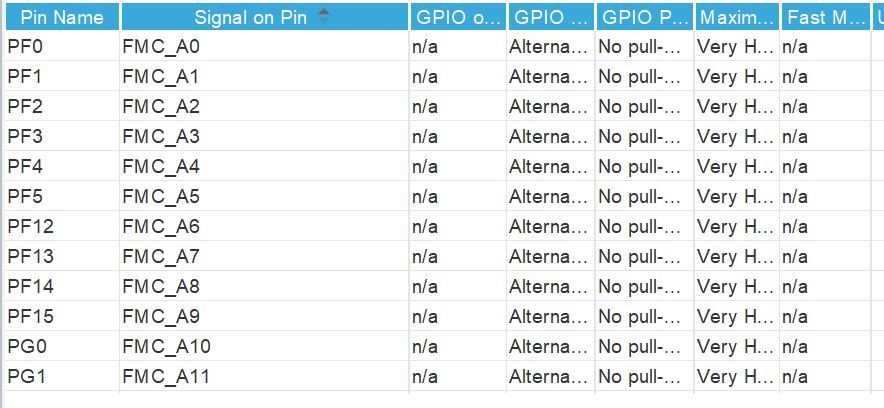 Pin Name Signal on Pin GPIO o... GPIO ... GPIO P... Maxim... Fast M... U
PF0 FMC_A0 n/a Alterna... No pull-... Very H... n/a
PF1 FMC_A1 n/a Alterna... No pull-... Very H... n/a
PF2 FMC_A2 n/a Alterna... No pull-... Very H... n/a
PF3 FMC_A3 n/a Alterna... No pull-... Very H... n/a
PF4 FMC_A4 n/a Alterna... No pull-... Very H... n/a
PF5 FMC_A5 n/a Alterna... No pull-... Very H... n/a
PF12 FMC_A6 n/a Alterna... No pull-... Very H... n/a
PF13 FMC_A7 n/a Alterna... No pull-... Very H... n/a
PF14 FMC_A8 n/a Alterna... No pull-... Very H... n/a
PF15 FMC_A9 n/a Alterna... No pull-... Very H... n/a
PG0 FMC_A10 n/a Alterna... No pull-... Very H... n/a
PG1 FMC_A11 n/a Alterna... No pull-... Very H... n/a